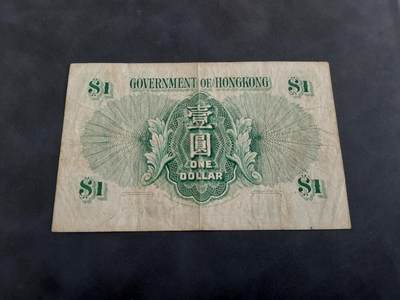 $1 GOVERNMENT OF HONGKONG $1
壹
圓
ONE
DOLLAR
$1 $1